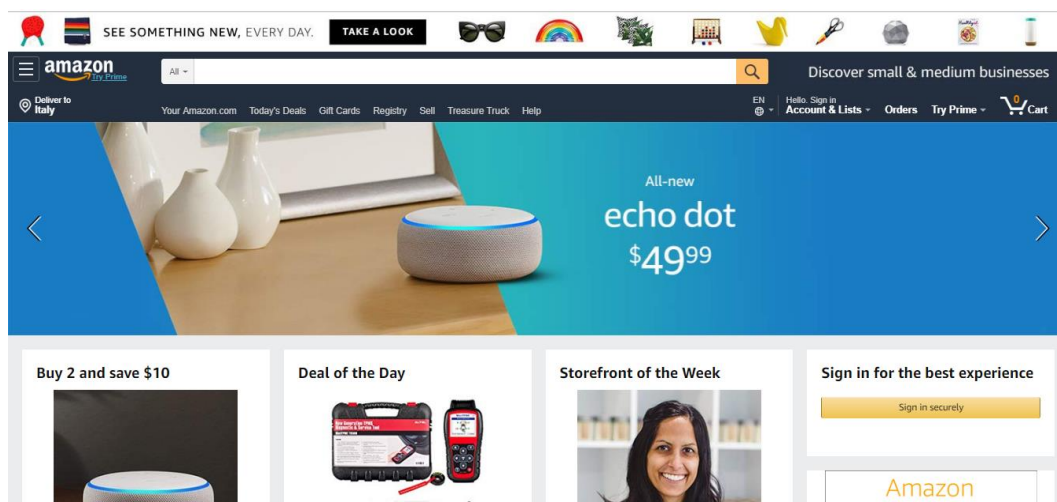 SEE SOMETHING NEW, EVERY DAY. TAKE A LOOK
amazon
Try Prime
All
Discover small & medium businesses
Deliver to
Italy
Your Amazon.com Today's Deals Gift Cards Registry Sell Treasure Truck Help
EN
Hello. Sign in
Account & Lists Orders Try Prime 0 Cart
All-new
echo dot
$4999
Buy 2 and save $10
Deal of the Day
Storefront of the Week
Sign in for the best experience
Sign in securely
Amazon